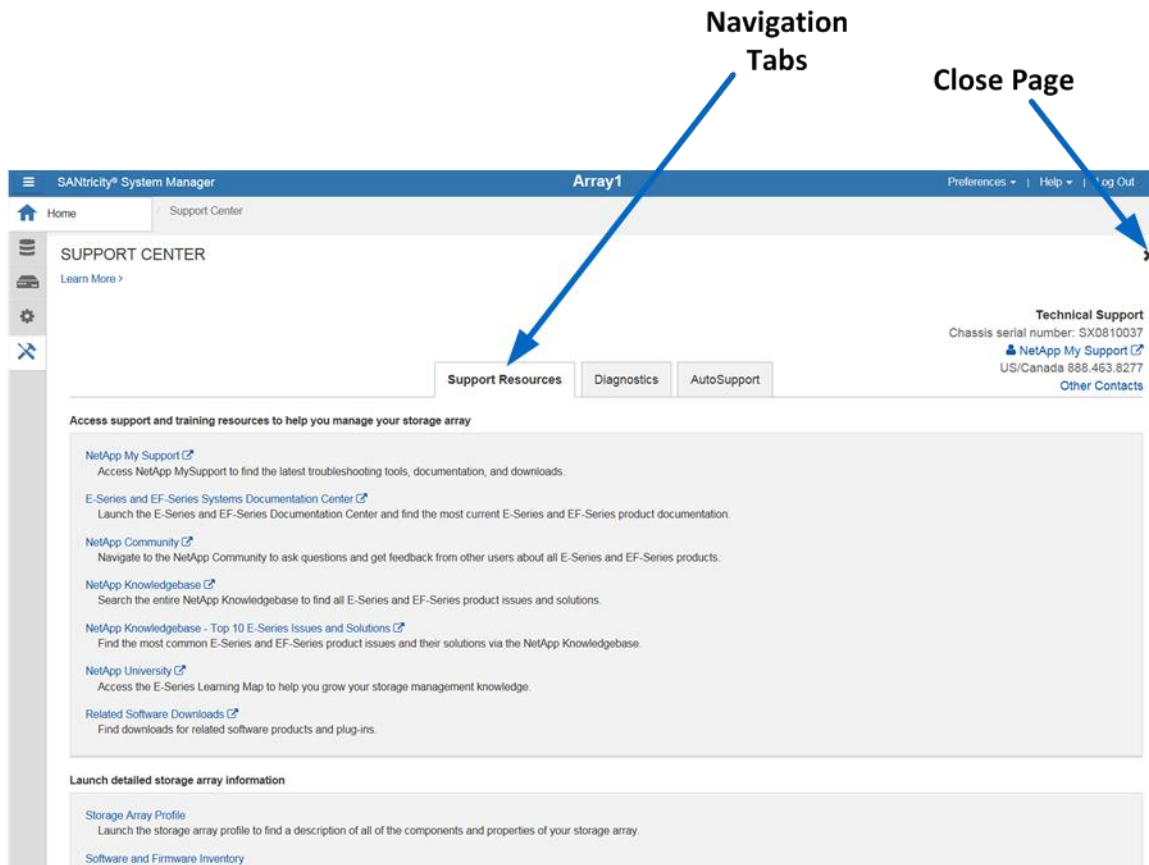 Navigation
Tabs
Close Page
SANtricity® System Manager
Array1
Preferences | Help | Log Out
Home / Support Center
SUPPORT CENTER
Learn More >
Technical Support
Chassis serial number: SX0810037
NetApp My Support
US/Canada 888.463.8277
Other Contacts
Support Resources
Diagnostics
AutoSupport
Access support and training resources to help you manage your storage array
NetApp My Support
Access NetApp MySupport to find the latest troubleshooting tools, documentation, and downloads.
E-Series and EF-Series Systems Documentation Center
Launch the E-Series and EF-Series Documentation Center and find the most current E-Series and EF-Series product documentation.
NetApp Community
Navigate to the NetApp Community to ask questions and get feedback from other users about all E-Series and EF-Series products.
NetApp Knowledgebase
Search the entire NetApp Knowledgebase to find all E-Series and EF-Series product issues and solutions.
NetApp Knowledgebase - Top 10 E-Series Issues and Solutions
Find the most common E-Series and EF-Series product issues and their solutions via the NetApp Knowledgebase.
NetApp University
Access the E-Series Learning Map to help you grow your storage management knowledge.
Related Software Downloads
Find downloads for related software products and plug-ins.
Launch detailed storage array information
Storage Array Profile
Launch the storage array profile to find a description of all of the components and properties of your storage array.
Software and Firmware Inventory